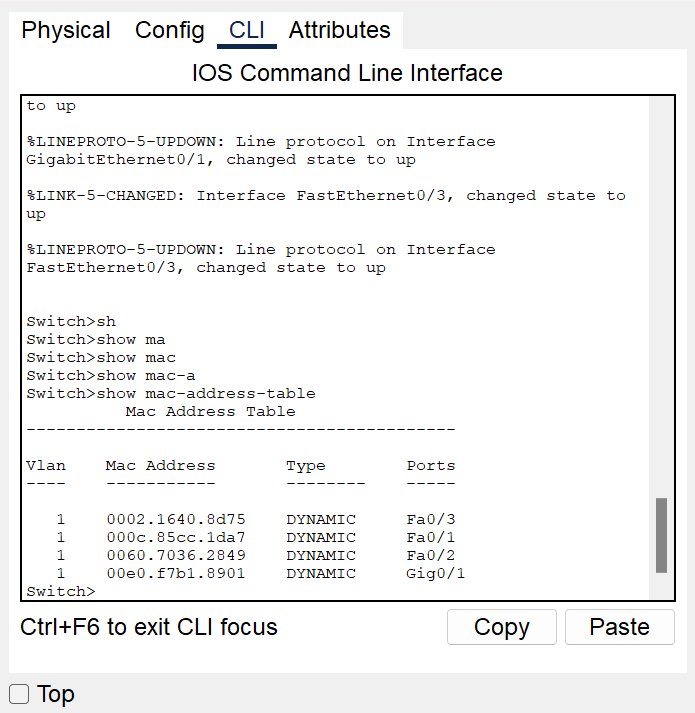 Physical Config CLI Attributes
IOS Command Line Interface
to up
%LINEPROTO-5-UPDOWN: Line protocol on Interface
GigabitEthernet0/1, changed state to up
%LINK-5-CHANGED: Interface FastEthernet0/3, changed state to
up
%LINEPROTO-5-UPDOWN: Line protocol on Interface
FastEthernet0/3, changed state to up
Switch>sh
Switch>show ma
Switch>show mac
Switch>show mac-a
Switch>show mac-address-table
Mac Address Table
-------------------------------------------
Vlan Mac Address Type Ports
---- ----------- -------- -----
1 0002.1640.8d75 DYNAMIC Fa0/3
1 000c.85cc.1da7 DYNAMIC Fa0/1
1 0060.7036.2849 DYNAMIC Fa0/2
1 00e0.f7b1.8901 DYNAMIC Gig0/1
Switch>
Ctrl+F6 to exit CLI focus
Copy Paste
Top